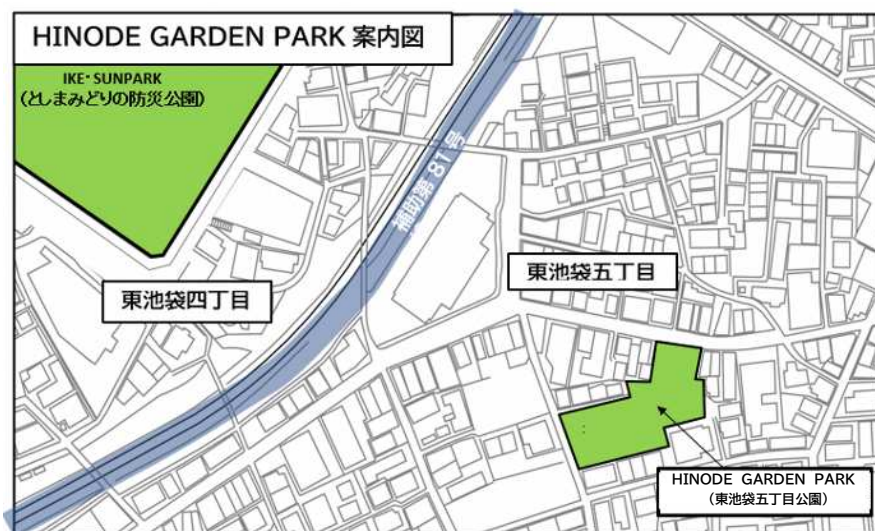 HINODE GARDEN PARK 案内図
IKE・SUNPARK
(としまみどりの防災公園)
補助第 81 号
東池袋五丁目
東池袋四丁目
HINODE GARDEN PARK
(東池袋五丁目公園)